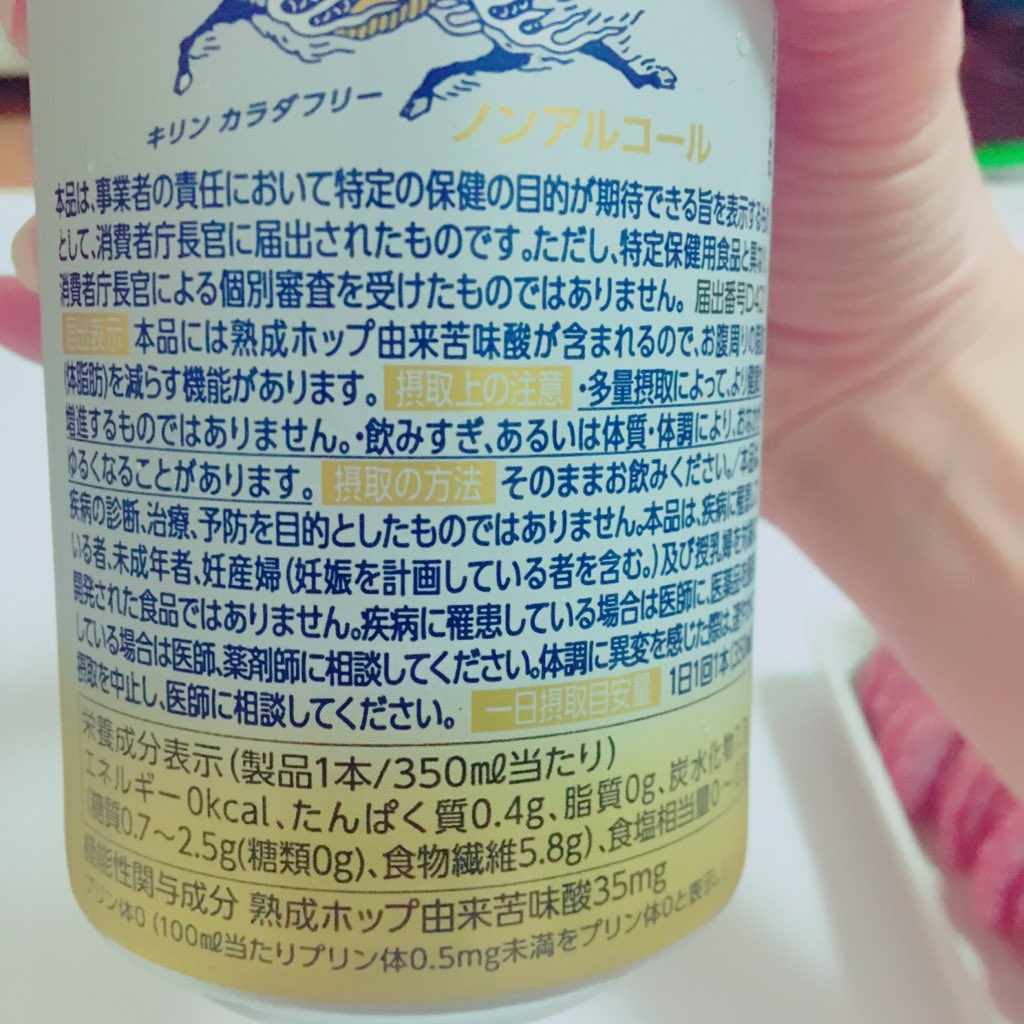 キリン カラダフリー
ノンアルコール
本品は、事業者の責任において特定の保健の目的が期待できる旨を表示する
として、消費者庁長官に届出されたものです。ただし、特定保健用食品と異な
消費者庁長官による個別審査を受けたものではありません。 届出番号D42
届出表示 本品には熟成ホップ由来苦味酸が含まれるので、お腹周りの
(体脂肪)を減らす機能があります。 摂取上の注意 ・多量摂取によって、より健
増進するものではありません。・飲みすぎ、あるいは体質・体調により、おな
ゆるくなることがあります。 摂取の方法 そのままお飲みください。/本品
疾病の診断、治療、予防を目的としたものではありません。本品は、疾病に罹患
いる者、未成年者、妊産婦(妊娠を計画している者を含む。)及び授乳婦を
開発された食品ではありません。疾病に罹患している場合は医師に、医薬品を
している場合は医師、薬剤師に相談してください。体調に異変を感じた際は、
摂取を中止し、医師に相談してください。 一日摂取目安量 1日1回1本(350
栄養成分表示(製品1本/350㎖当たり)
エネルギー0kcal、たんぱく質0.4g、脂質0g、炭水化物
(糖質0.7～2.5g(糖類0g)、食物繊維5.8g)、食塩相当量0～
機能性関与成分 熟成ホップ由来苦味酸35mg
プリン体0 (100㎖当たりプリン体0.5mg未満をプリン体0と表示。